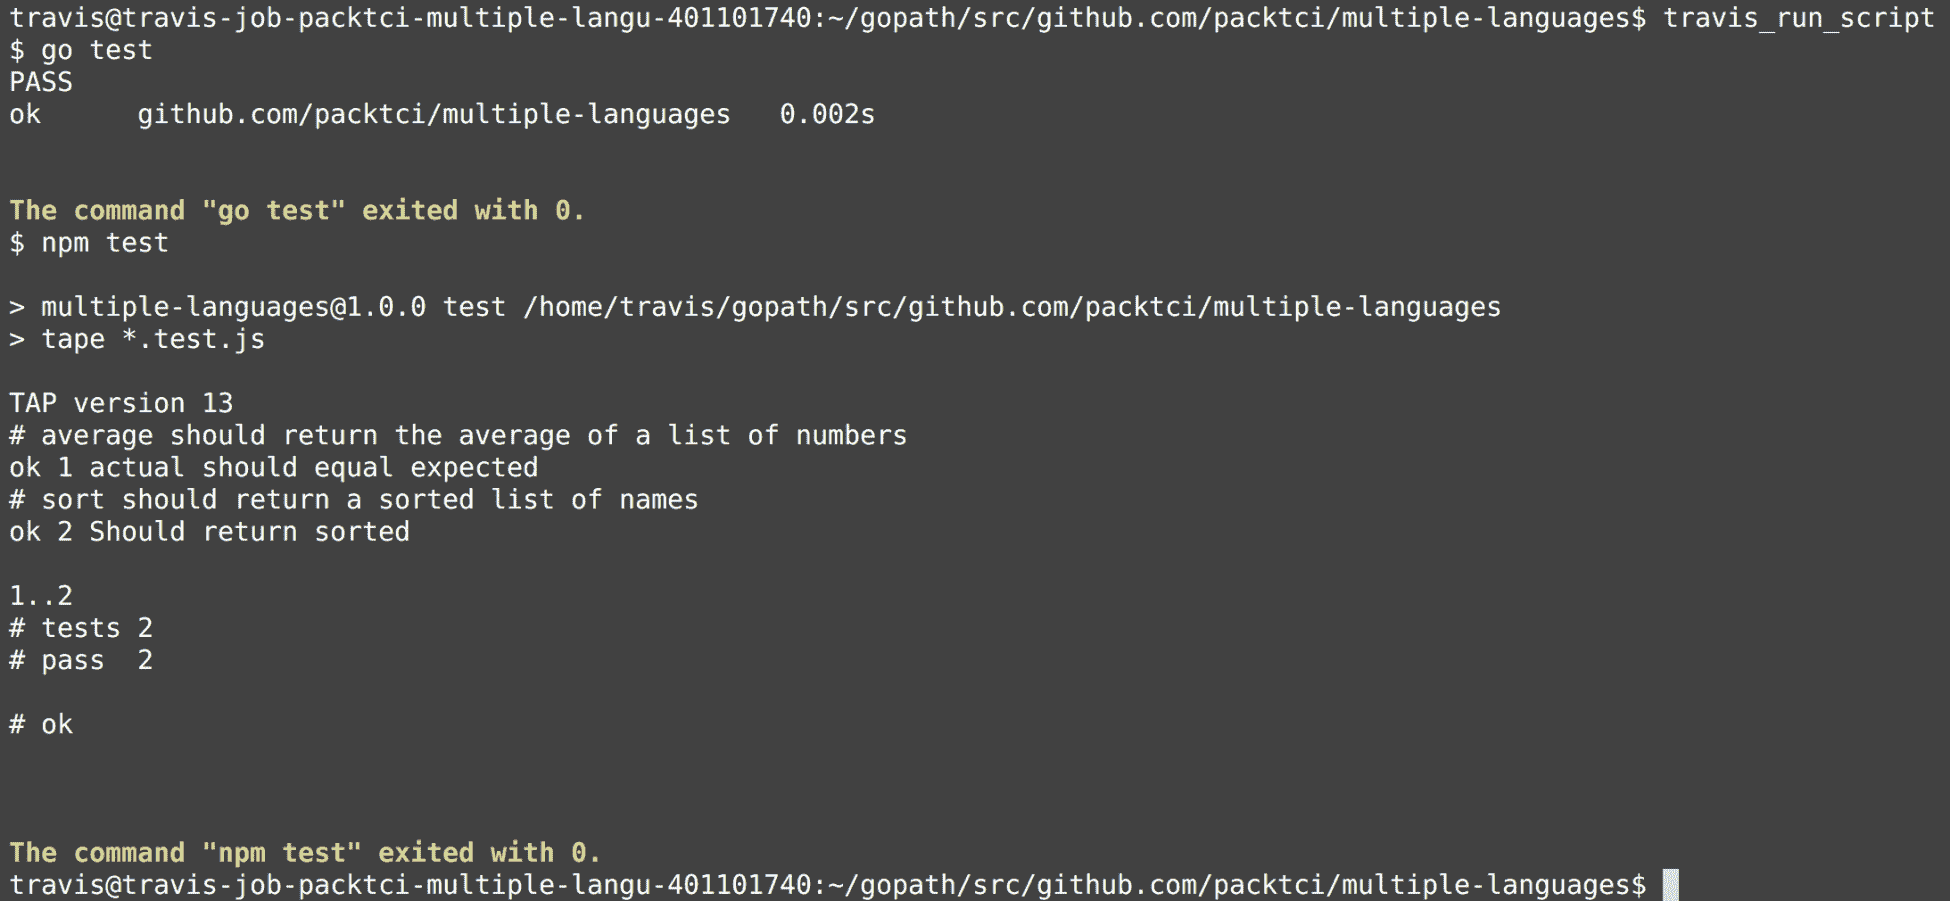 travis@travis-job-packtci-multiple-langu-401101740:~/gopath/src/github.com/packtci/multiple-languages$ travis_run_script
$ go test
PASS
ok      github.com/packtci/multiple-languages   0.002s
The command "go test" exited with 0.
$ npm test
> multiple-languages@1.0.0 test /home/travis/gopath/src/github.com/packtci/multiple-languages
> tape *.test.js
TAP version 13
# average should return the average of a list of numbers
ok 1 actual should equal expected
# sort should return a sorted list of names
ok 2 Should return sorted
1..2
# tests 2
# pass  2
# ok
The command "npm test" exited with 0.
travis@travis-job-packtci-multiple-langu-401101740:~/gopath/src/github.com/packtci/multiple-languages$